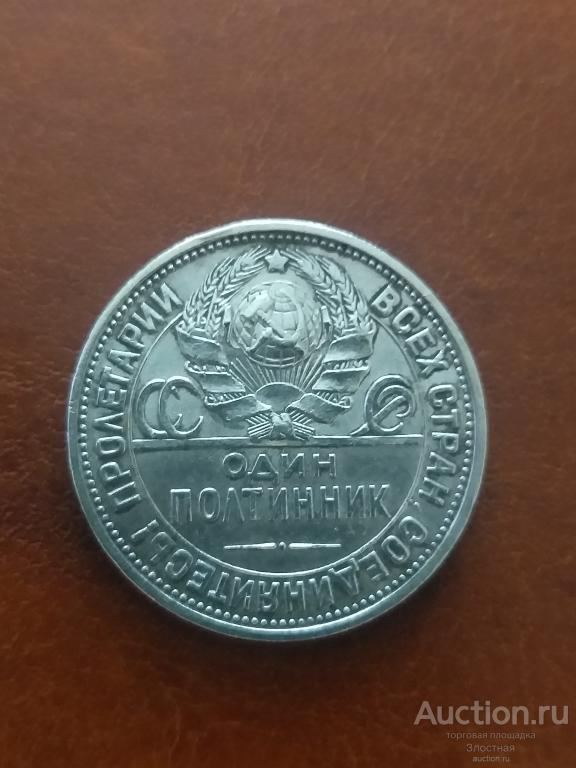 ПРОЛЕТАРИИ ВСЕХ СТРАН, СОЕДИНЯЙТЕСЬ!
СС СР
ОДИН
ПОЛТИННИК
Auction.ru
торговая площадка
Злостная
auction.ru